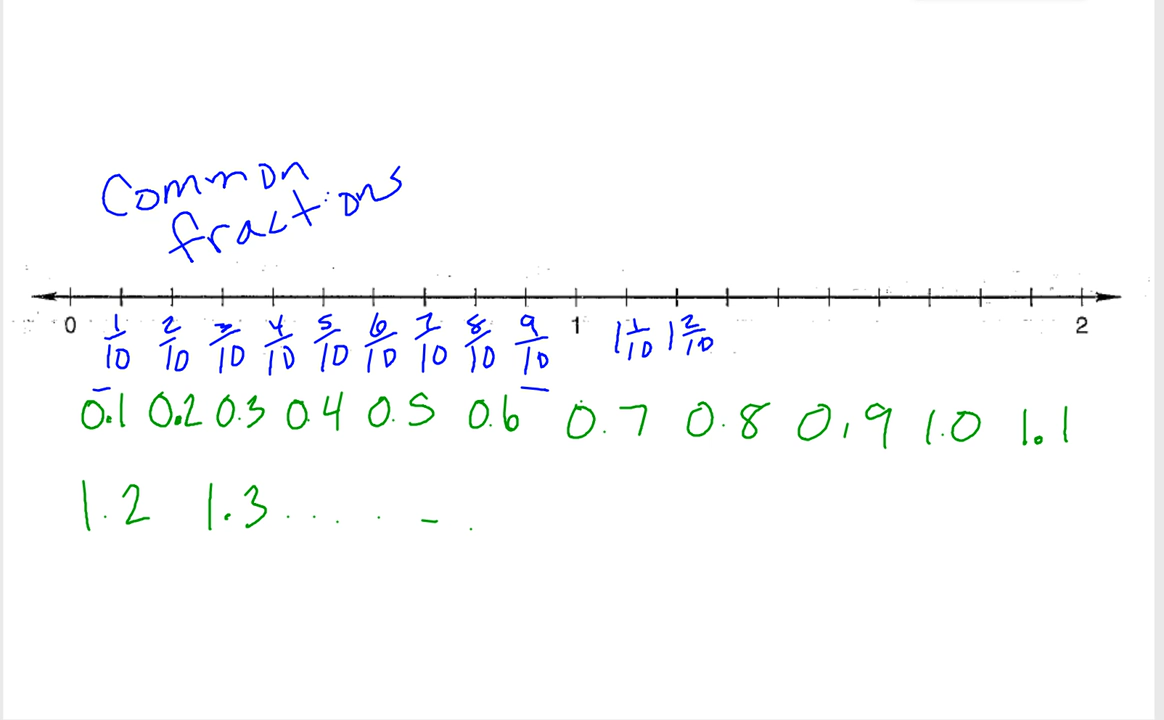 Common
fractions
0 1/10 2/10 3/10 4/10 5/10 6/10 7/10 8/10 9/10 1 1 1/10 1 2/10 2
0.1 0.2 0.3 0.4 0.5 0.6 0.7 0.8 0.9 1.0 1.1
1.2 1.3 . . . . - .